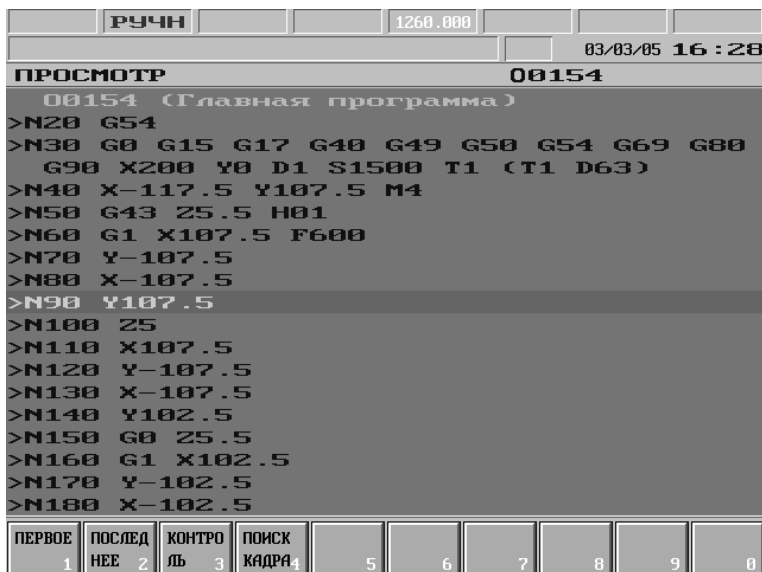 РУЧН 1260.000
03/03/05 16:28
ПРОСМОТР O0154
O0154 (Главная программа)
>N20 G54
>N30 G0 G15 G17 G40 G49 G50 G54 G69 G80
G90 X200 Y0 D1 S1500 T1 (T1 D63)
>N40 X-117.5 Y107.5 M4
>N50 G43 Z5.5 H01
>N60 G1 X107.5 F600
>N70 Y-107.5
>N80 X-107.5
>N90 Y107.5
>N100 Z5
>N110 X107.5
>N120 Y-107.5
>N130 X-107.5
>N140 Y102.5
>N150 G0 Z5.5
>N160 G1 X102.5
>N170 Y-102.5
>N180 X-102.5
ПЕРВОЕ 1 ПОСЛЕД 
НЕЕ 2 КОНТРО
ЛЬ 3 ПОИСК
КАДРА 4 5 6 7 8 9 0